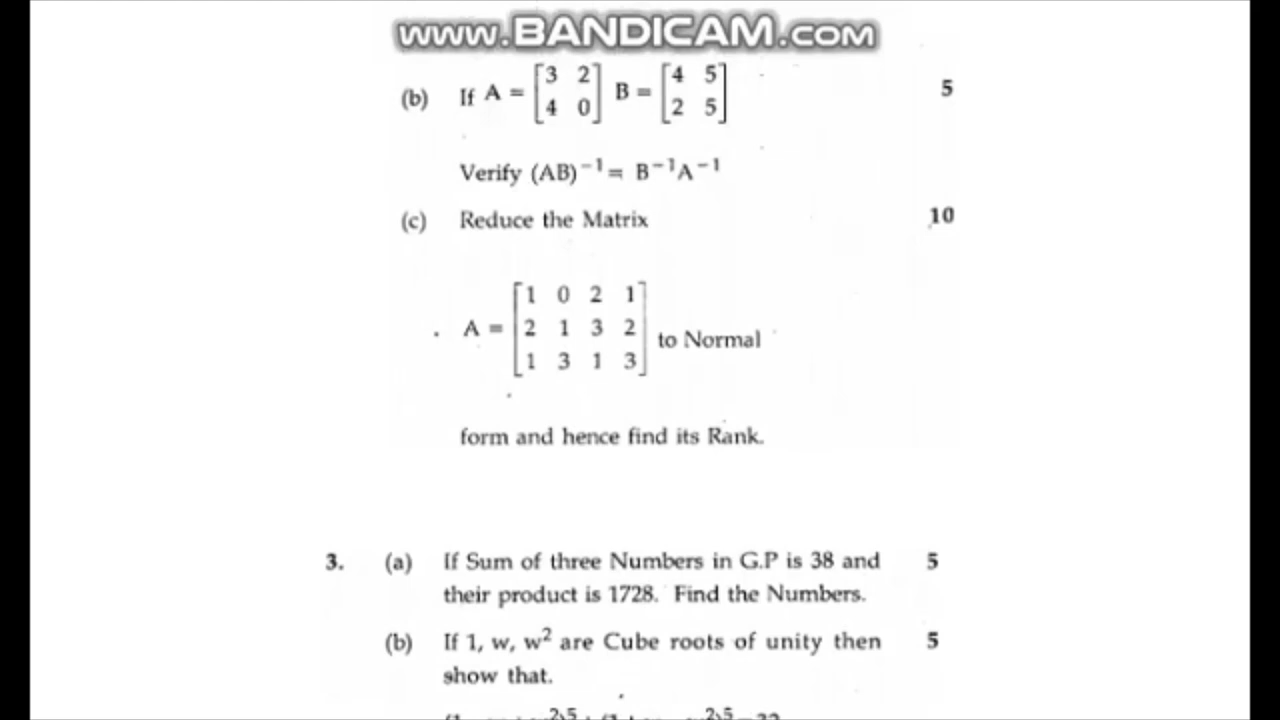 www.BANDICAM.com
(b) If A = [3 2 4 0] B = [4 5 2 5] 5
Verify (AB)⁻¹ = B⁻¹A⁻¹
(c) Reduce the Matrix 10
A = [1 0 2 1 2 1 3 2 1 3 1 3] to Normal
form and hence find its Rank.
3. (a) If Sum of three Numbers in G.P is 38 and 5
their product is 1728. Find the Numbers.
(b) If 1, w, w² are Cube roots of unity then 5
show that.